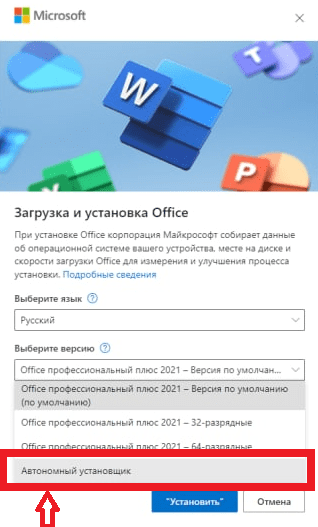 Microsoft
Загрузка и установка Office
При установке Office корпорация Майкрософт собирает данные
об операционной системе вашего устройства, месте на диске и
скорости загрузки Office для измерения и улучшения процесса
установки. Подробные сведения
Выберите язык ?
Русский
Выберите версию ?
Office профессиональный плюс 2021 – Версия по умолчан...
Office профессиональный плюс 2021 – Версия по умолчанию
(по умолчанию)
Office профессиональный плюс 2021 – 32-разрядные
Office профессиональный плюс 2021 – 64-разрядные
Автономный установщик
"Установить"
Отмена